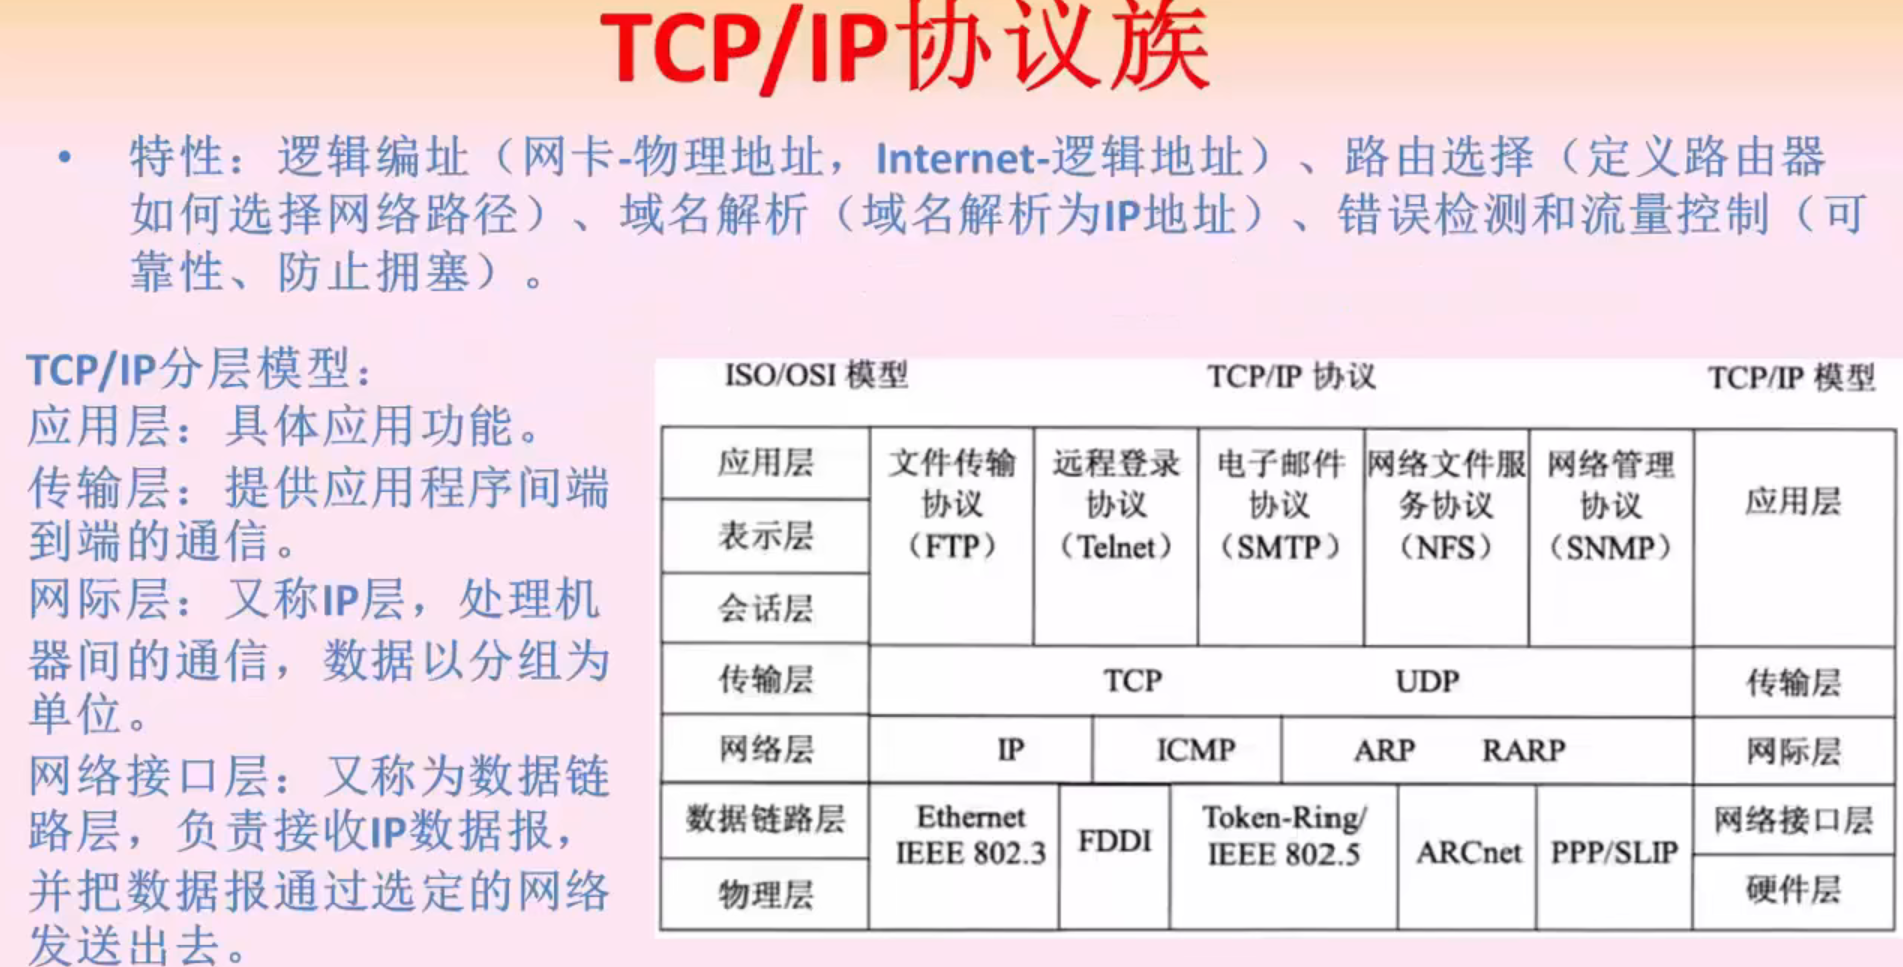 TCP/IP协议族
• 特性：逻辑编址（网卡-物理地址，Internet-逻辑地址）、路由选择（定义路由器
如何选择网络路径）、域名解析（域名解析为IP地址）、错误检测和流量控制（可
靠性、防止拥塞）。
TCP/IP分层模型：
应用层：具体应用功能。
传输层：提供应用程序间端
到端的通信。
网际层：又称IP层，处理机
器间的通信，数据以分组为
单位。
网络接口层：又称为数据链
路层，负责接收IP数据报，
并把数据报通过选定的网络
发送出去。
ISO/OSI 模型 TCP/IP 协议 TCP/IP 模型
应用层
表示层
会话层
文件传输
协议
（FTP）
远程登录
协议
（Telnet）
电子邮件
协议
（SMTP）
网络文件服
务协议
（NFS）
网络管理
协议
（SNMP）
应用层
传输层 TCP UDP 传输层
网络层 IP ICMP ARP RARP 网际层
数据链路层
物理层
Ethernet
IEEE 802.3
FDDI
Token-Ring/
IEEE 802.5
ARCnet
PPP/SLIP
网络接口层
硬件层